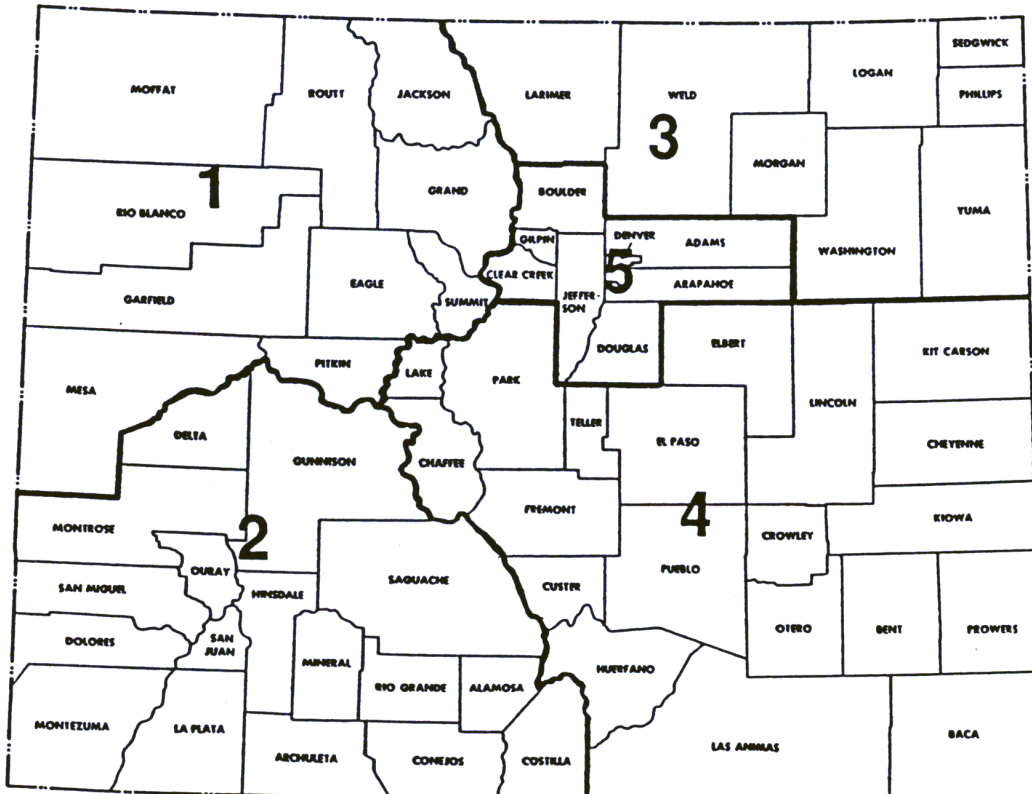 SEDGWICK
LOGAN
MOFFAT
ROUTT
JACKSON
LARIMER
WELD
PHILLIPS
3
MORGAN
1
GRAND
BOULDER
RIO BLANCO
YUMA
GILPIN
DENVER
ADAMS
WASHINGTON
5
EAGLE
CLEAR CREEK
ARAPAHOE
GARFIELD
SUMMIT
JEFFER-
SON
DOUGLAS
ELBERT
KIT CARSON
PITKIN
LAKE
PARK
MESA
LINCOLN
TELLER
DELTA
EL PASO
CHEYENNE
GUNNISON
CHAFFEE
FREMONT
4
MONTROSE
2
CROWLEY
KIOWA
OURAY
SAGUACHE
PUEBLO
SAN MIGUEL
HINSDALE
CUSTER
DOLORES
SAN
JUAN
OTERO
BENT
PROWERS
MINERAL
HUERFANO
RIO GRANDE
ALAMOSA
MONTEZUMA
LA PLATA
BACA
LAS ANIMAS
ARCHULETA
CONEJOS
COSTILLA